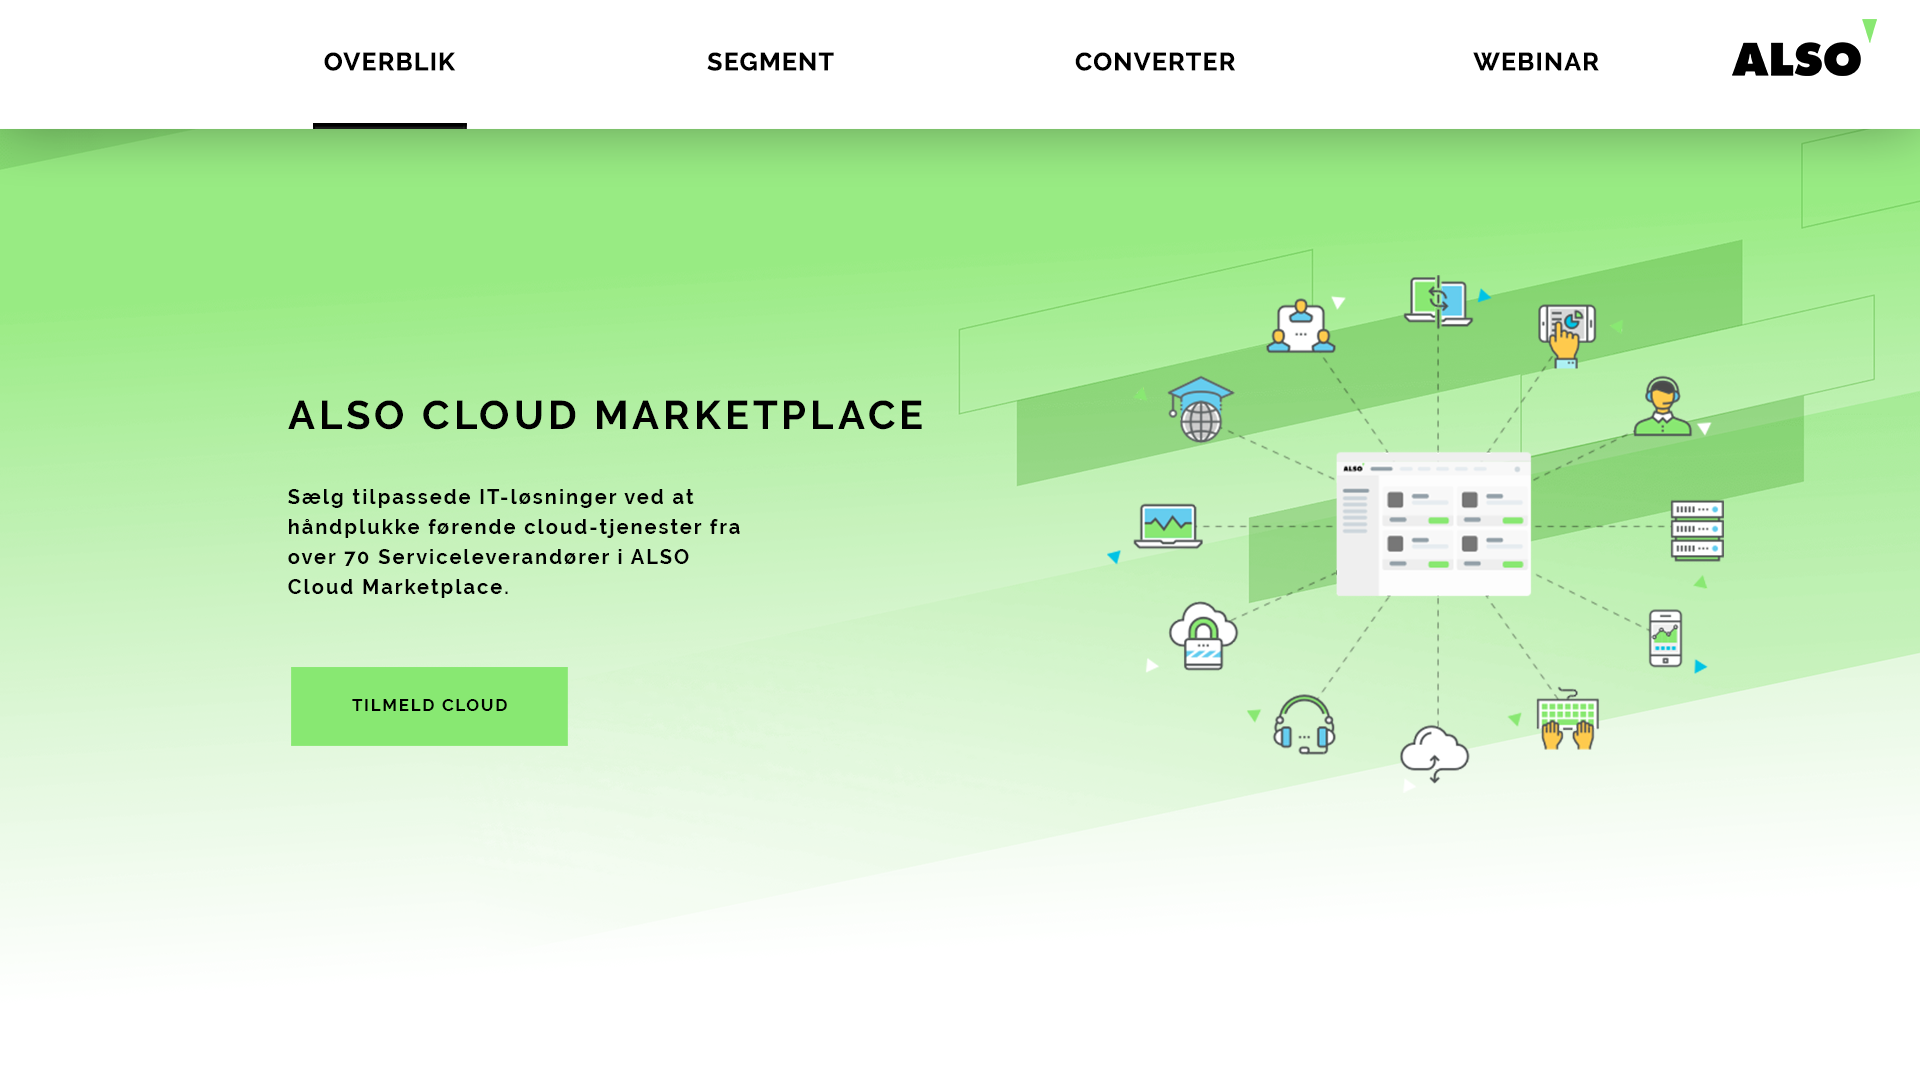 OVERBLIK
SEGMENT
CONVERTER
WEBINAR
ALSO
ALSO CLOUD MARKETPLACE
Sælg tilpassede IT-løsninger ved at
håndplukke førende cloud-tjenester fra
over 70 Serviceleverandører i ALSO
Cloud Marketplace.
TILMELD CLOUD
ALSO